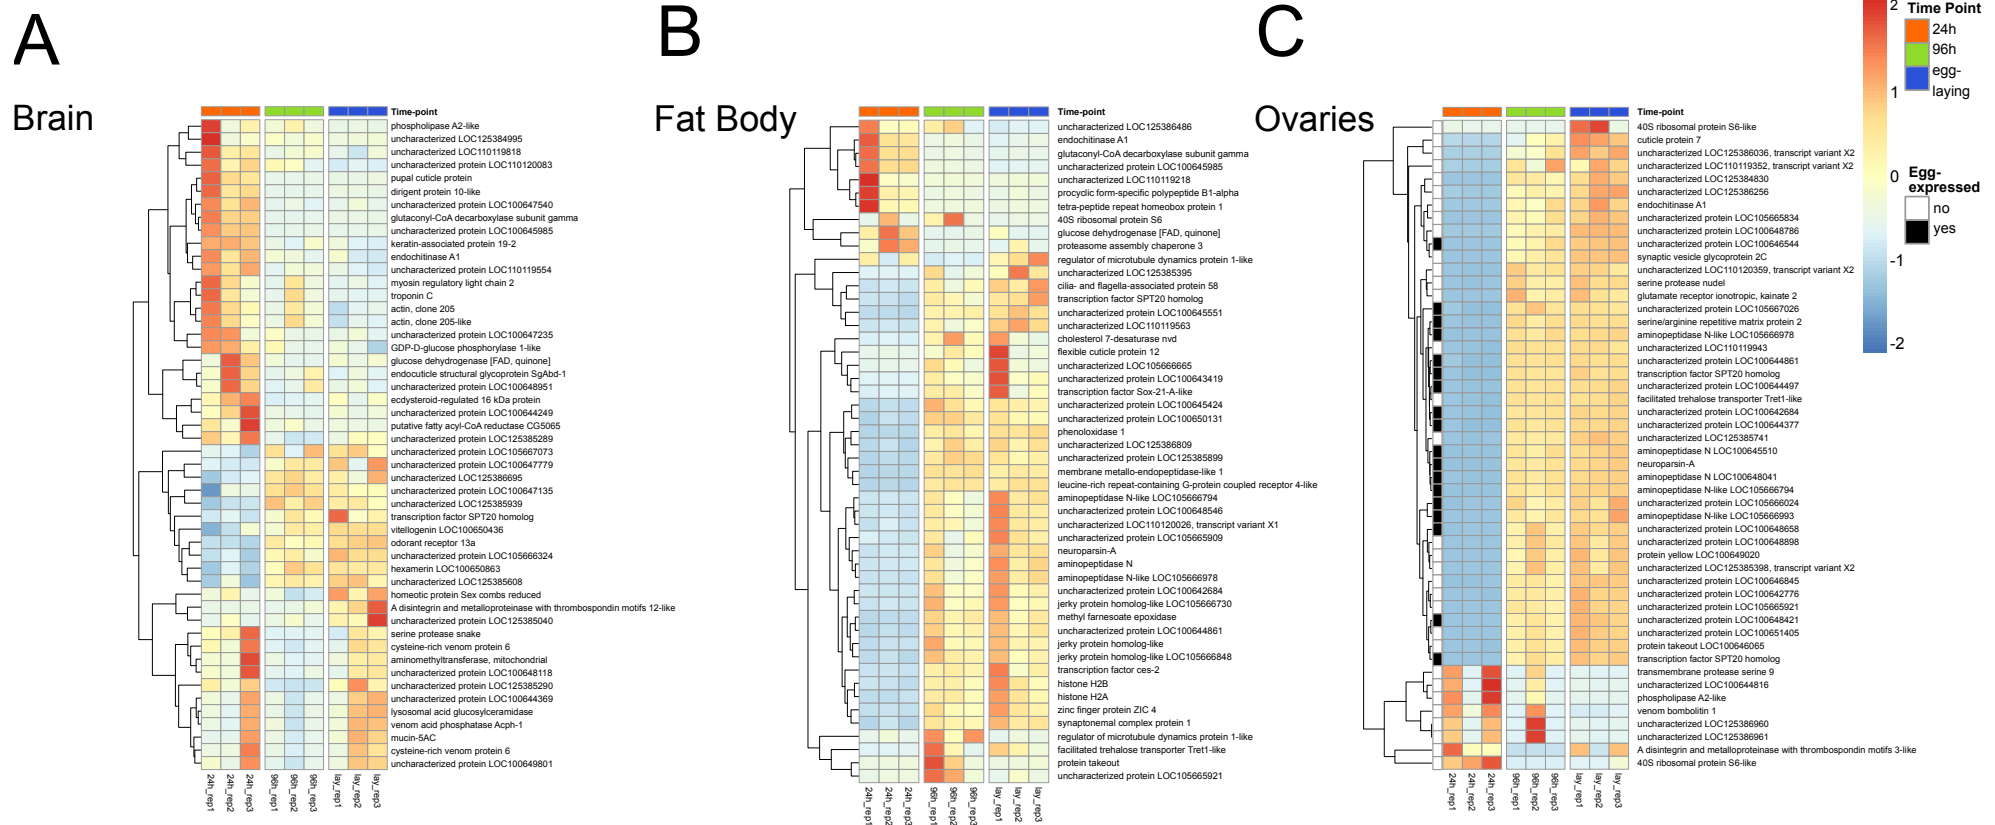 A
Brain
Time-point
phospholipase A2-like
uncharacterized LOC125384995
uncharacterized LOC110119818
uncharacterized protein LOC110120083
pupal cuticle protein
dirigent protein 10-like
uncharacterized protein LOC100647540
glutaconyl-CoA decarboxylase subunit gamma
uncharacterized protein LOC100645985
keratin-associated protein 19-2
endochitinase A1
uncharacterized protein LOC110119554
myosin regulatory light chain 2
troponin C
actin, clone 205
actin, clone 205-like
uncharacterized protein LOC100647235
GDP-D-glucose phosphorylase 1-like
glucose dehydrogenase [FAD, quinone]
endocuticle structural glycoprotein SgAbd-1
uncharacterized protein LOC100648951
ecdysteroid-regulated 16 kDa protein
uncharacterized protein LOC100644249
putative fatty acyl-CoA reductase CG5065
uncharacterized protein LOC125385289
uncharacterized protein LOC105667073
uncharacterized protein LOC100647779
uncharacterized LOC125386695
uncharacterized protein LOC100647135
uncharacterized LOC125385939
transcription factor SPT20 homolog
vitellogenin LOC100650436
odorant receptor 13a
uncharacterized protein LOC105666324
hexamerin LOC100650863
uncharacterized LOC125385608
homeotic protein Sex combs reduced
A disintegrin and metalloproteinase with thrombospondin motifs 12-like
uncharacterized protein LOC125385040
serine protease snake
cysteine-rich venom protein 6
aminomethyltransferase, mitochondrial
uncharacterized protein LOC100648118
uncharacterized protein LOC125385290
uncharacterized protein LOC100644369
lysosomal acid glucosylceramidase
venom acid phosphatase Acph-1
mucin-5AC
cysteine-rich venom protein 6
uncharacterized protein LOC100649801
24h_rep1
24h_rep2
24h_rep3
96h_rep1
96h_rep2
96h_rep3
lay_rep1
lay_rep2
lay_rep3
B
Fat Body
Time-point
uncharacterized LOC125386486
endochitinase A1
glutaconyl-CoA decarboxylase subunit gamma
uncharacterized protein LOC100645985
uncharacterized LOC110119218
procyclic form-specific polypeptide B1-alpha
tetra-peptide repeat homeobox protein 1
40S ribosomal protein S6
glucose dehydrogenase [FAD, quinone]
proteasome assembly chaperone 3
regulator of microtubule dynamics protein 1-like
uncharacterized LOC125385395
cilia- and flagella-associated protein 58
transcription factor SPT20 homolog
uncharacterized protein LOC100645551
uncharacterized LOC110119563
cholesterol 7-desaturase nvd
flexible cuticle protein 12
uncharacterized LOC105666665
uncharacterized protein LOC100643419
transcription factor Sox-21-A-like
uncharacterized protein LOC100645424
uncharacterized protein LOC100650131
phenoloxidase 1
uncharacterized LOC125386809
uncharacterized protein LOC125385899
membrane metallo-endopeptidase-like 1
leucine-rich repeat-containing G-protein coupled receptor 4-like
aminopeptidase N-like LOC105666794
uncharacterized protein LOC100648546
uncharacterized LOC110120026, transcript variant X1
uncharacterized protein LOC105665909
neuroparsin-A
aminopeptidase N
aminopeptidase N-like LOC105666978
uncharacterized protein LOC100642684
jerky protein homolog-like LOC105666730
methyl farnesoate epoxidase
uncharacterized protein LOC100644861
jerky protein homolog-like
jerky protein homolog-like LOC105666848
transcription factor ces-2
histone H2B
histone H2A
zinc finger protein ZIC 4
synaptonemal complex protein 1
regulator of microtubule dynamics protein 1-like
facilitated trehalose transporter Tret1-like
protein takeout
uncharacterized protein LOC105665921
24h_rep1
24h_rep2
24h_rep3
96h_rep1
96h_rep2
96h_rep3
lay_rep1
lay_rep2
lay_rep3
C
Ovaries
Time-point
40S ribosomal protein S6-like
cuticle protein 7
uncharacterized LOC125386036, transcript variant X2
uncharacterized LOC110119352, transcript variant X2
uncharacterized LOC125384830
uncharacterized LOC125386256
endochitinase A1
uncharacterized protein LOC105665834
uncharacterized protein LOC100648786
uncharacterized protein LOC100646544
synaptic vesicle glycoprotein 2C
uncharacterized LOC110120359, transcript variant X2
serine protease nudel
glutamate receptor ionotropic, kainate 2
uncharacterized protein LOC105667026
serine/arginine repetitive matrix protein 2
aminopeptidase N-like LOC105666978
uncharacterized LOC110119943
uncharacterized protein LOC100644861
transcription factor SPT20 homolog
uncharacterized protein LOC100644497
facilitated trehalose transporter Tret1-like
uncharacterized protein LOC100642684
uncharacterized protein LOC100644377
uncharacterized LOC125385741
aminopeptidase N LOC100645510
neuroparsin-A
aminopeptidase N LOC100648041
aminopeptidase N-like LOC105666794
uncharacterized protein LOC105666024
aminopeptidase N-like LOC105666993
uncharacterized protein LOC100648658
uncharacterized protein LOC100648898
protein yellow LOC100649020
uncharacterized LOC125385398, transcript variant X2
uncharacterized protein LOC100646845
uncharacterized protein LOC100642776
uncharacterized protein LOC105665921
uncharacterized protein LOC100648421
uncharacterized protein LOC100651405
protein takeout LOC100646065
transcription factor SPT20 homolog
transmembrane protease serine 9
uncharacterized LOC100644816
phospholipase A2-like
venom bombolitin 1
uncharacterized LOC125386960
uncharacterized LOC125386961
A disintegrin and metalloproteinase with thrombospondin motifs 3-like
40S ribosomal protein S6-like
24h_rep1
24h_rep2
24h_rep3
96h_rep1
96h_rep2
96h_rep3
lay_rep1
lay_rep2
lay_rep3
2
1
0
-1
-2
Time Point
24h
96h
egg-
laying
Egg-
expressed
no
yes